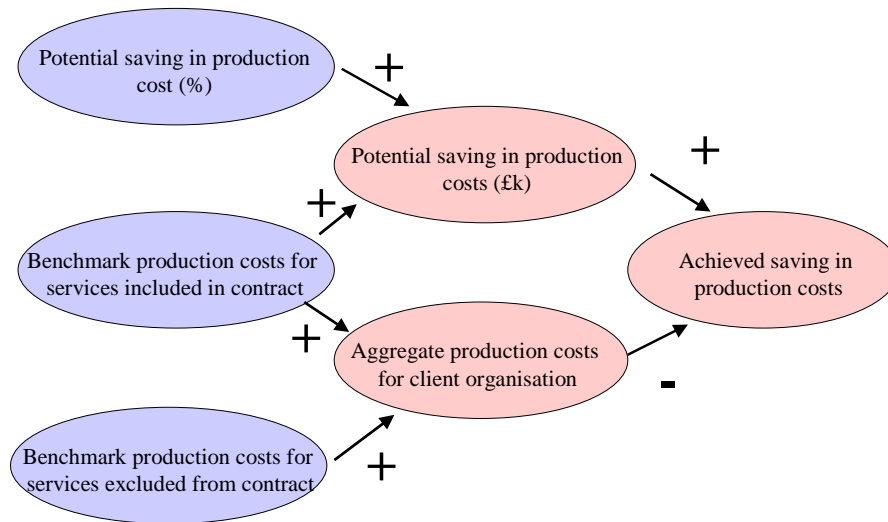 Potential saving in production
cost (%)
+
Potential saving in production
costs (£k)
+
+
Benchmark production costs for
services included in contract
Achieved saving in
production costs
+
Aggregate production costs
for client organisation
-
Benchmark production costs for
services excluded from contract
+